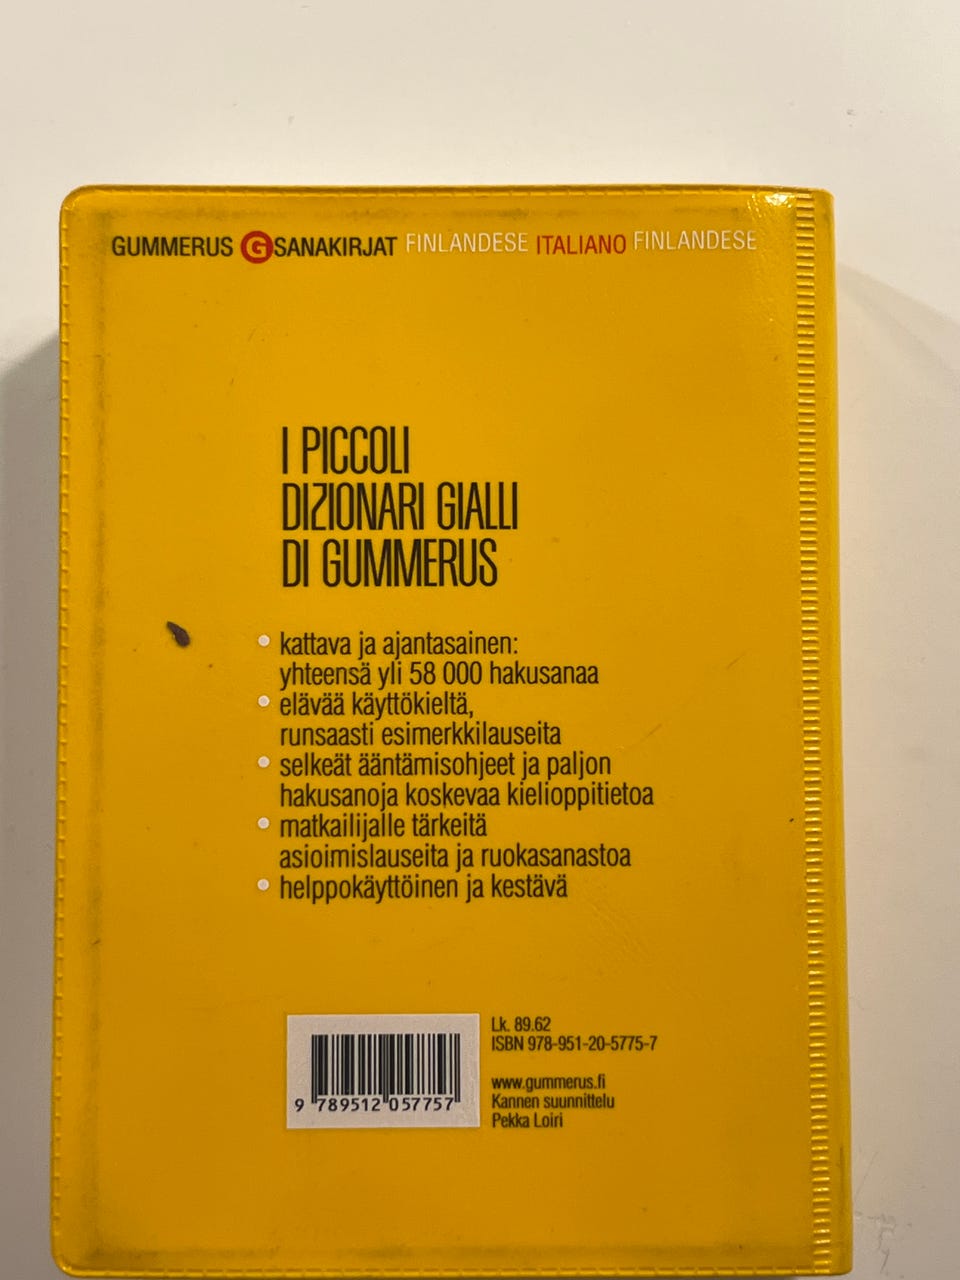 GUMMERUS G SANAKIRJAT FINLANDESE ITALIANO FINLANDESE
I PICCOLI
DIZIONARI GIALLI
DI GUMMERUS
• kattava ja ajantasainen:
yhteensä yli 58 000 hakusanaa
• elävää käyttökieltä,
runsaasti esimerkkilauseita
• selkeät ääntämisohjeet ja paljon
hakusanoja koskevaa kielioppitietoa
• matkailijalle tärkeitä
asioimislauseita ja ruokasanastoa
• helppokäyttöinen ja kestävä
Lk. 89.62
ISBN 978-951-20-5775-7
www.gummerus.fi
Kannen suunnittelu
Pekka Loiri
9 789512 057757